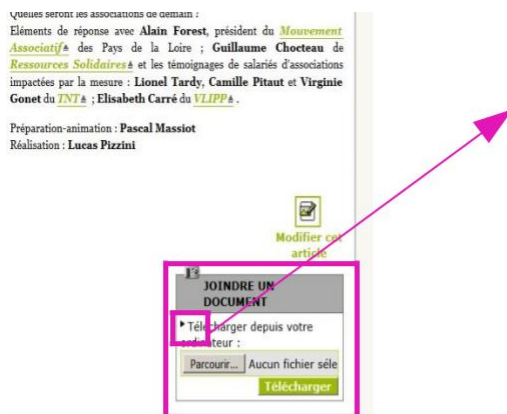 Quelles seront les associations de demain ?
Eléments de réponse avec Alain Forest, président du Mouvement
Associatif des Pays de la Loire ; Guillaume Chocteau de
Ressources Solidaires et les témoignages de salariés d'associations
impactées par la mesure : Lionel Tardy, Camille Pitaut et Virginie
Gonet du TNT ; Elisabeth Carré du VLIPP .
Préparation-animation : Pascal Massiot
Réalisation : Lucas Pizzini
Modifier cet
article
JOINDRE UN
DOCUMENT
Télécharger depuis votre
ordinateur :
Parcourir... Aucun fichier séle
Télécharger